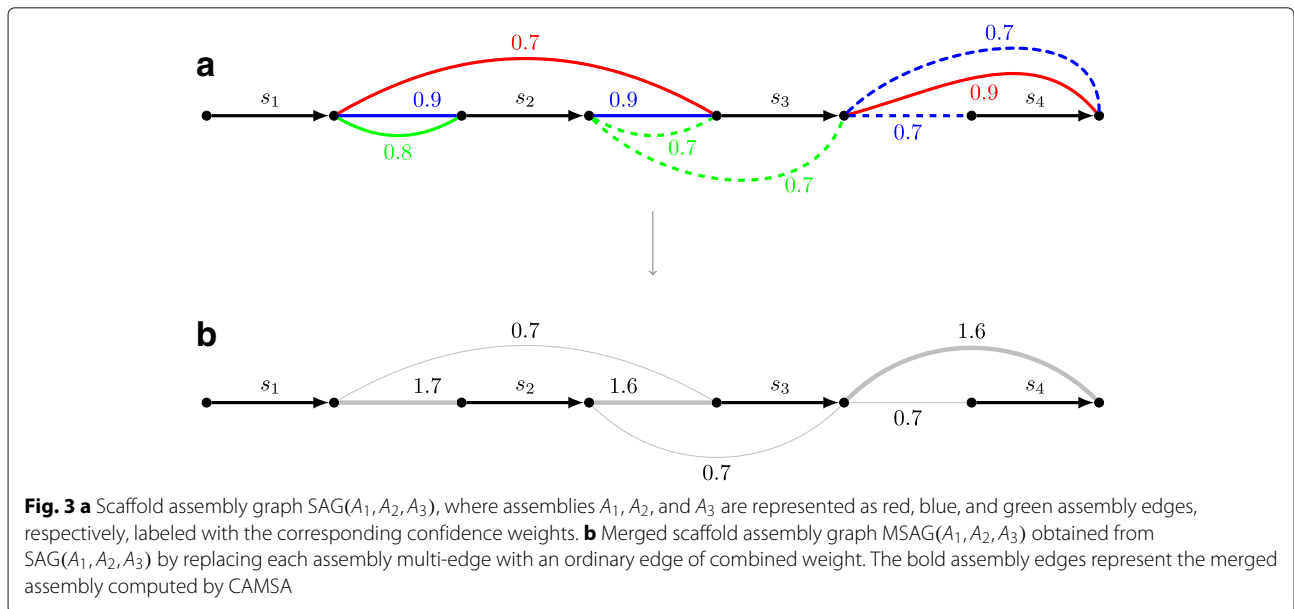 a
0.7
0.7
s₁ 0.9 s₂ 0.9 s₃ 0.9 s₄
0.8 0.7 0.7
0.7
b
0.7 1.6
s₁ 1.7 s₂ 1.6 s₃ s₄
0.7
0.7
Fig. 3 a Scaffold assembly graph SAG(A₁, A₂, A₃), where assemblies A₁, A₂, and A₃ are represented as red, blue, and green assembly edges,
respectively, labeled with the corresponding confidence weights. b Merged scaffold assembly graph MSAG(A₁, A₂, A₃) obtained from
SAG(A₁, A₂, A₃) by replacing each assembly multi-edge with an ordinary edge of combined weight. The bold assembly edges represent the merged
assembly computed by CAMSA